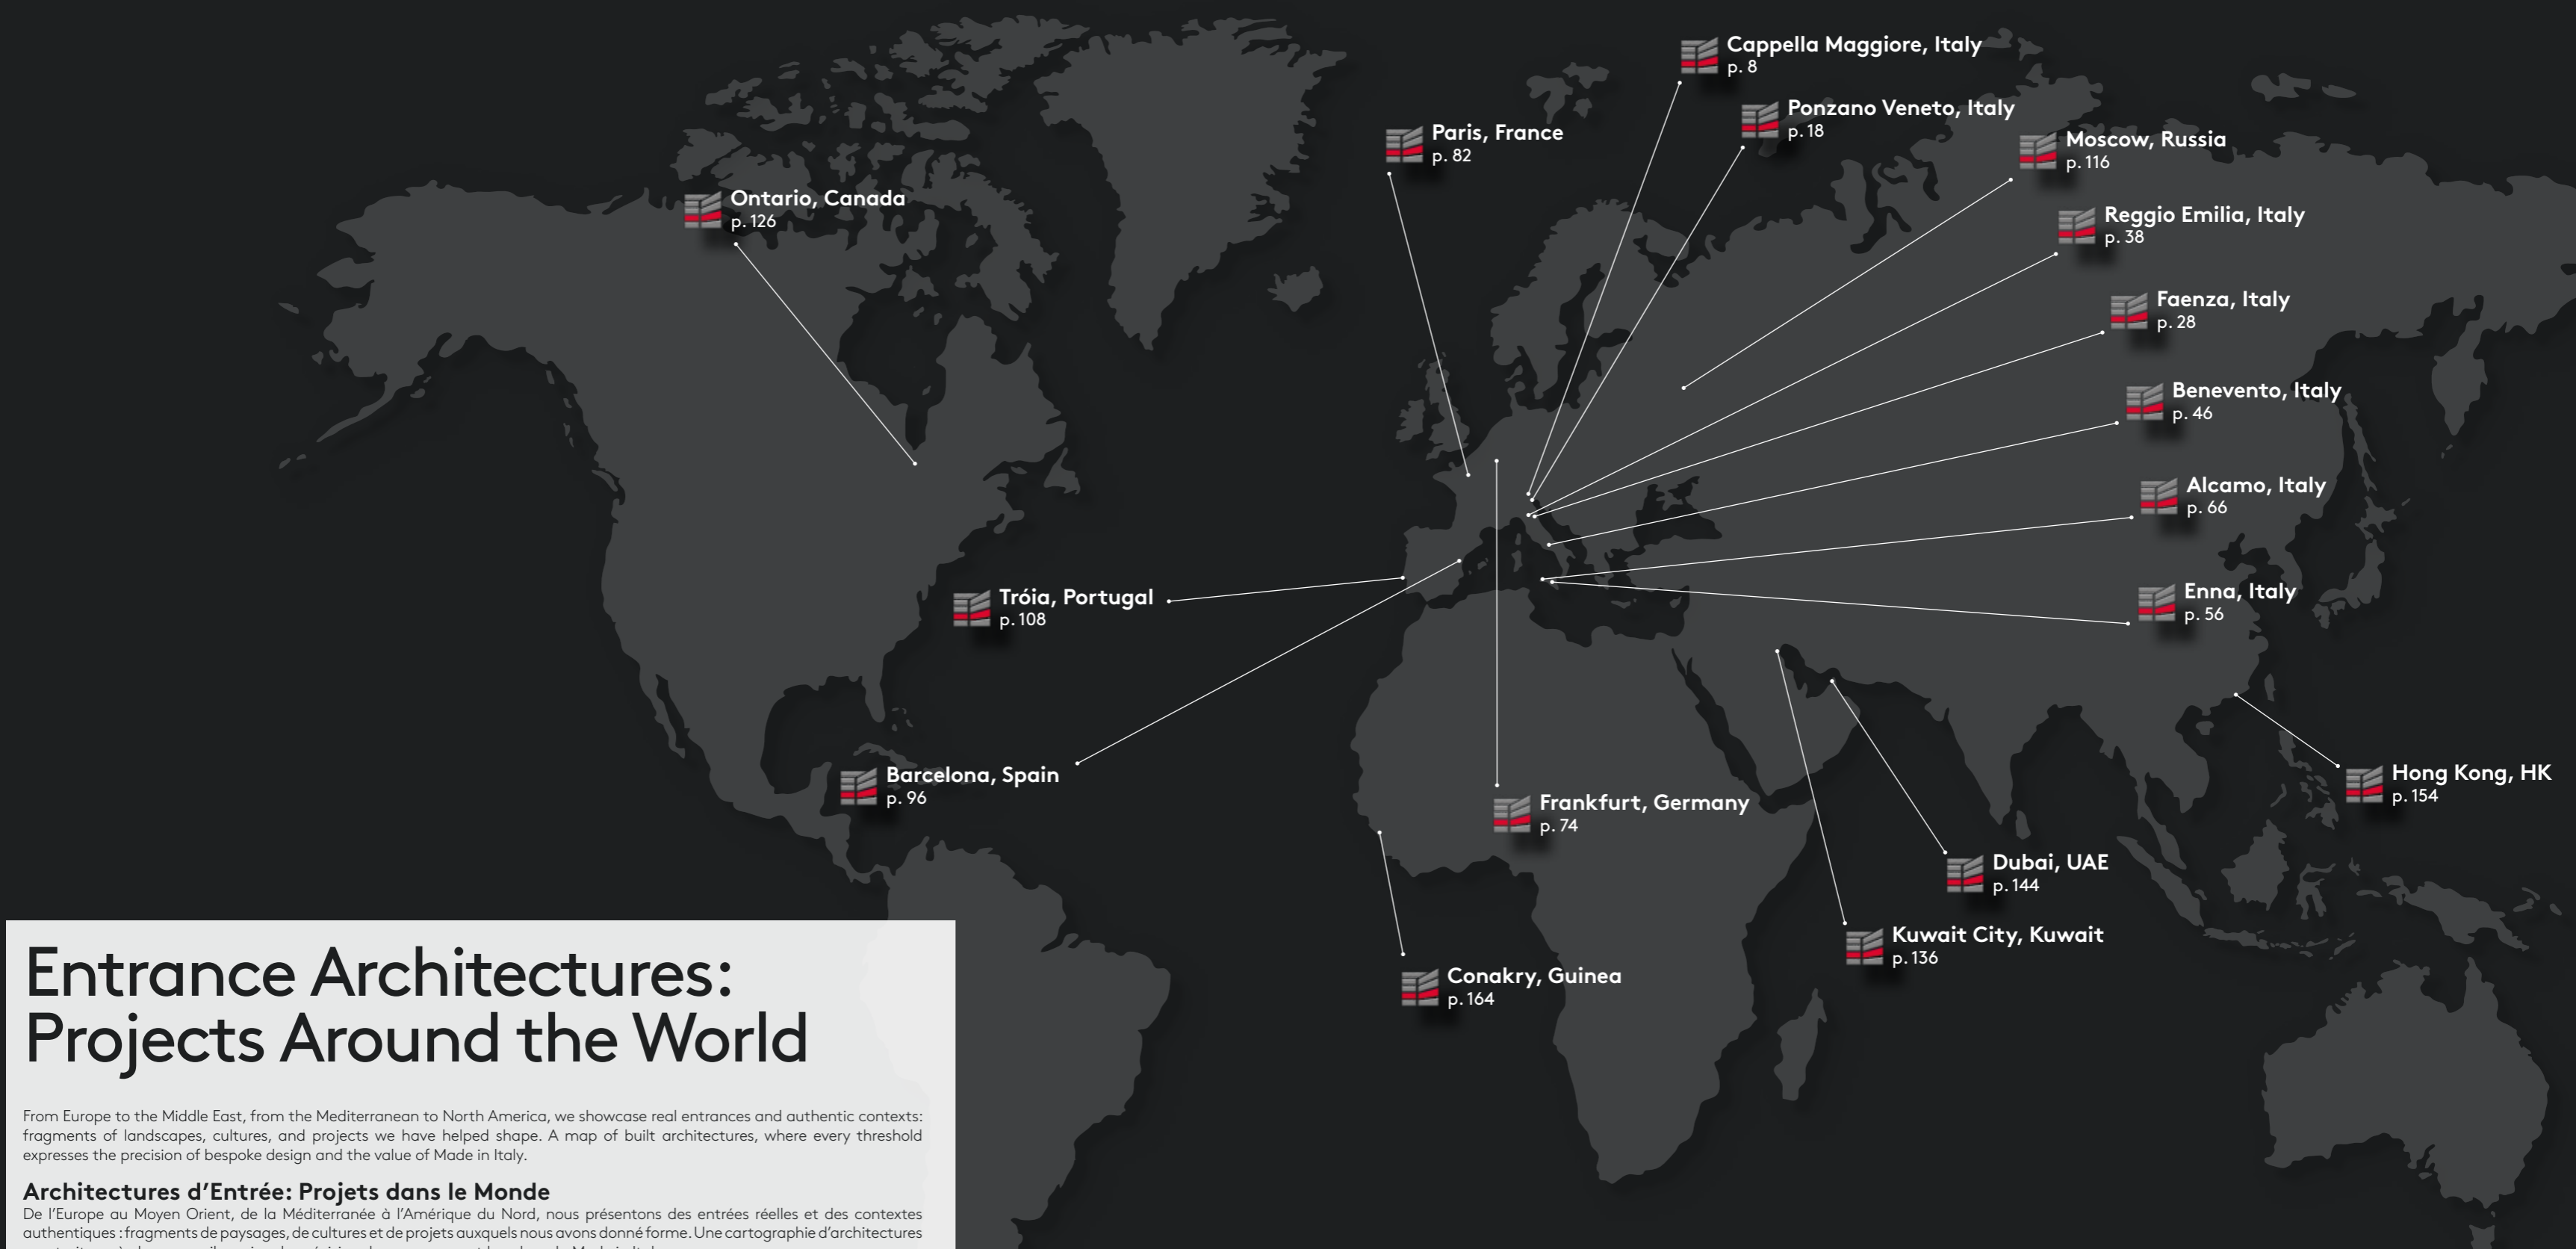 Cappella Maggiore, Italy
p. 8
Ponzano Veneto, Italy
p. 18
Paris, France
p. 82
Moscow, Russia
p. 116
Ontario, Canada
p. 126
Reggio Emilia, Italy
p. 38
Faenza, Italy
p. 28
Benevento, Italy
p. 46
Alcamo, Italy
p. 66
Enna, Italy
p. 56
Tróia, Portugal
p. 108
Barcelona, Spain
p. 96
Hong Kong, HK
p. 154
Frankfurt, Germany
p. 74
Dubai, UAE
p. 144
Kuwait City, Kuwait
p. 136
Conakry, Guinea
p. 164
Entrance Architectures:
Projects Around the World
From Europe to the Middle East, from the Mediterranean to North America, we showcase real entrances and authentic contexts:
fragments of landscapes, cultures, and projects we have helped shape. A map of built architectures, where every threshold
expresses the precision of bespoke design and the value of Made in Italy.
Architectures d’Entrée: Projets dans le Monde
De l’Europe au Moyen Orient, de la Méditerranée à l’Amérique du Nord, nous présentons des entrées réelles et des contextes
authentiques : fragments de paysages, de cultures et de projets auxquels nous avons donné forme. Une cartographie d’architectures